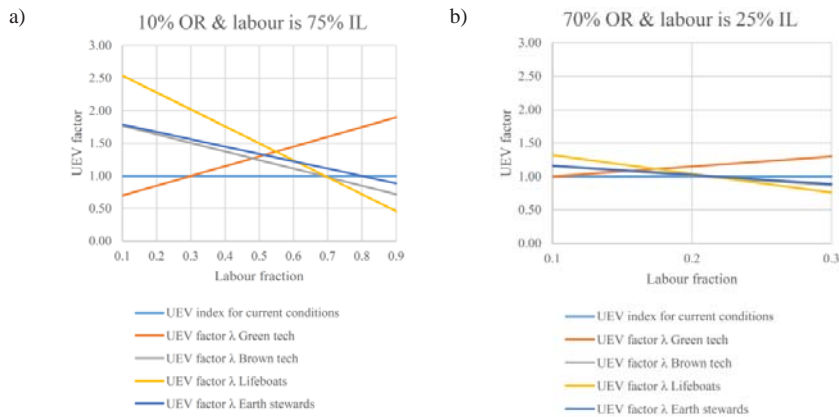 a)
10% OR & labour is 75% IL
3.00
2.50
2.00
1.50
1.00
0.50
0.00
UEV factor
0.1 0.2 0.3 0.4 0.5 0.6 0.7 0.8 0.9
Labour fraction
UEV index for current conditions
UEV factor λ Green tech
UEV factor λ Brown tech
UEV factor λ Lifeboats
UEV factor λ Earth stewards
b)
70% OR & labour is 25% IL
3.00
2.50
2.00
1.50
1.00
0.50
0.00
UEV factor
0.1 0.2 0.3
Labour fraction
UEV index for current conditions
UEV factor λ Green tech
UEV factor λ Brown tech
UEV factor λ Lifeboats
UEV factor λ Earth stewards